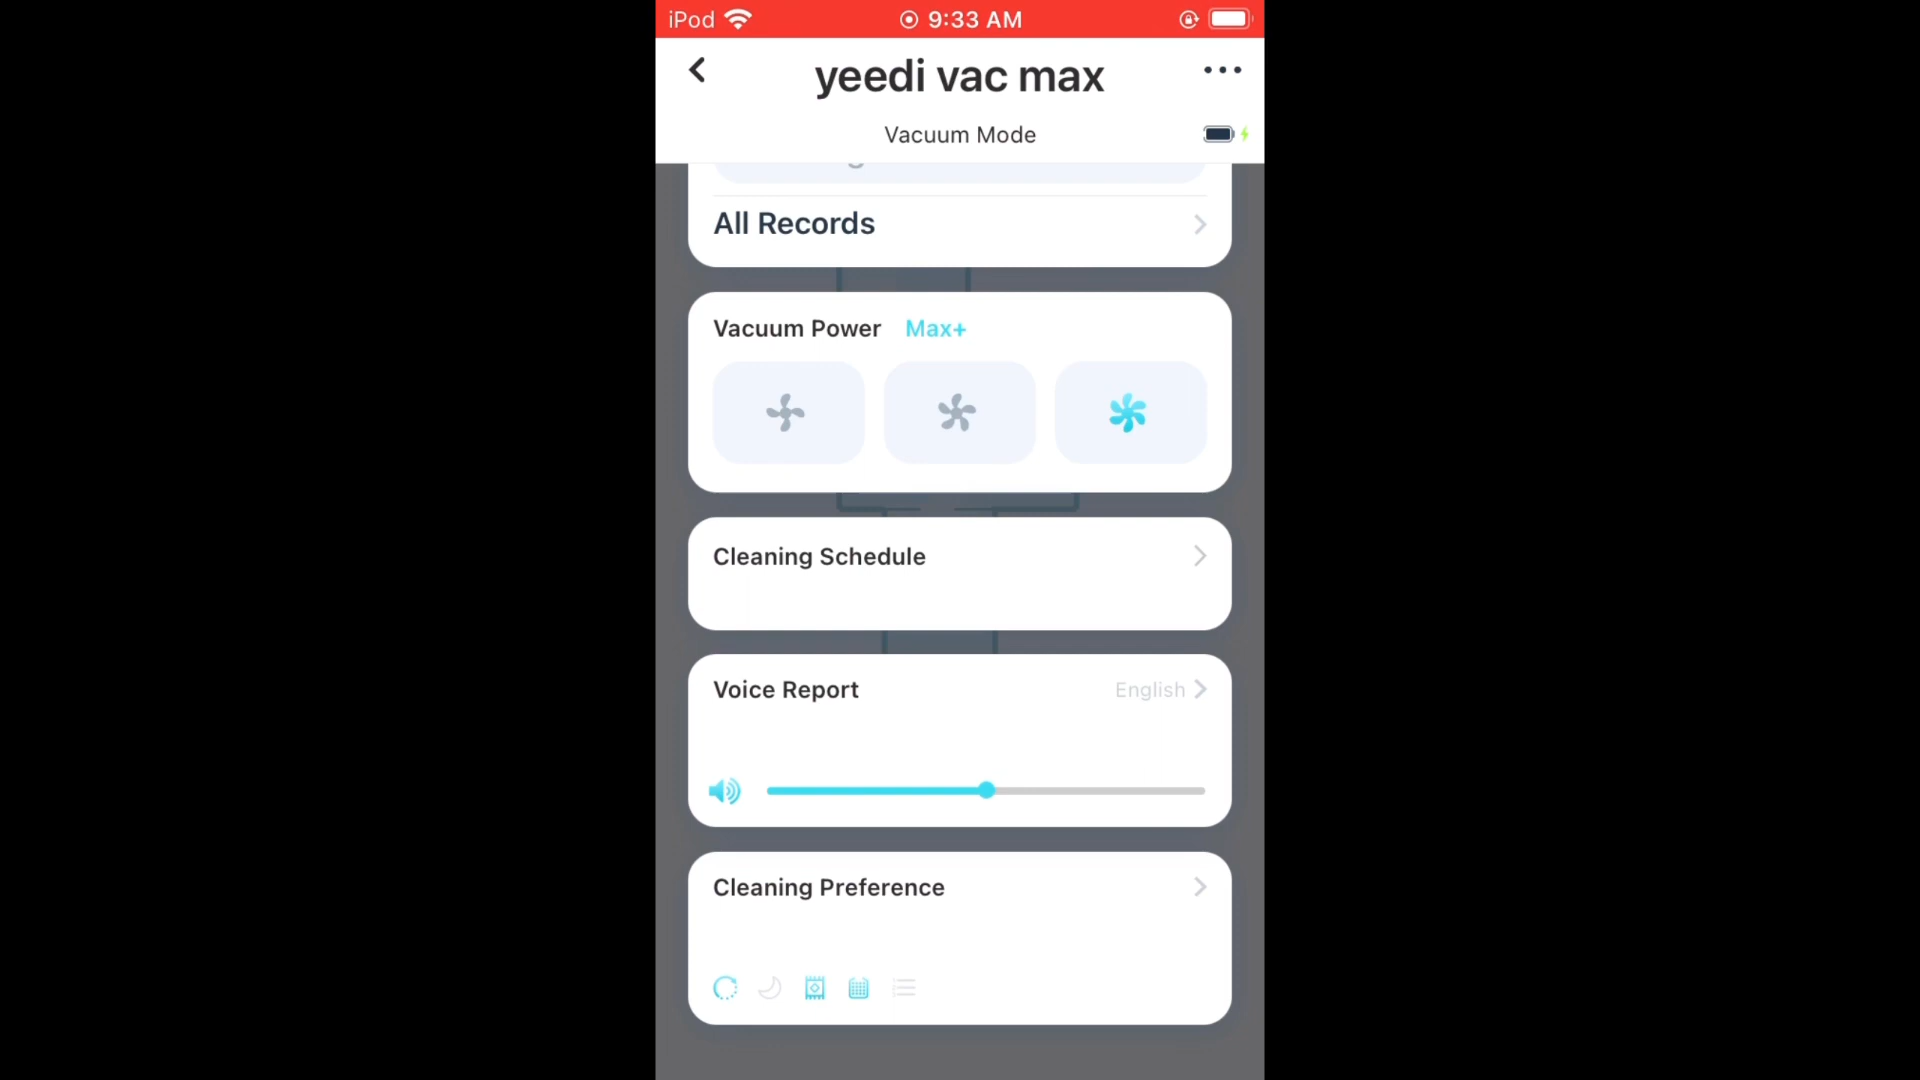 iPod 9:33 AM
yeedi vac max
Vacuum Mode
All Records
Vacuum Power Max+
Cleaning Schedule
Voice Report English
Cleaning Preference